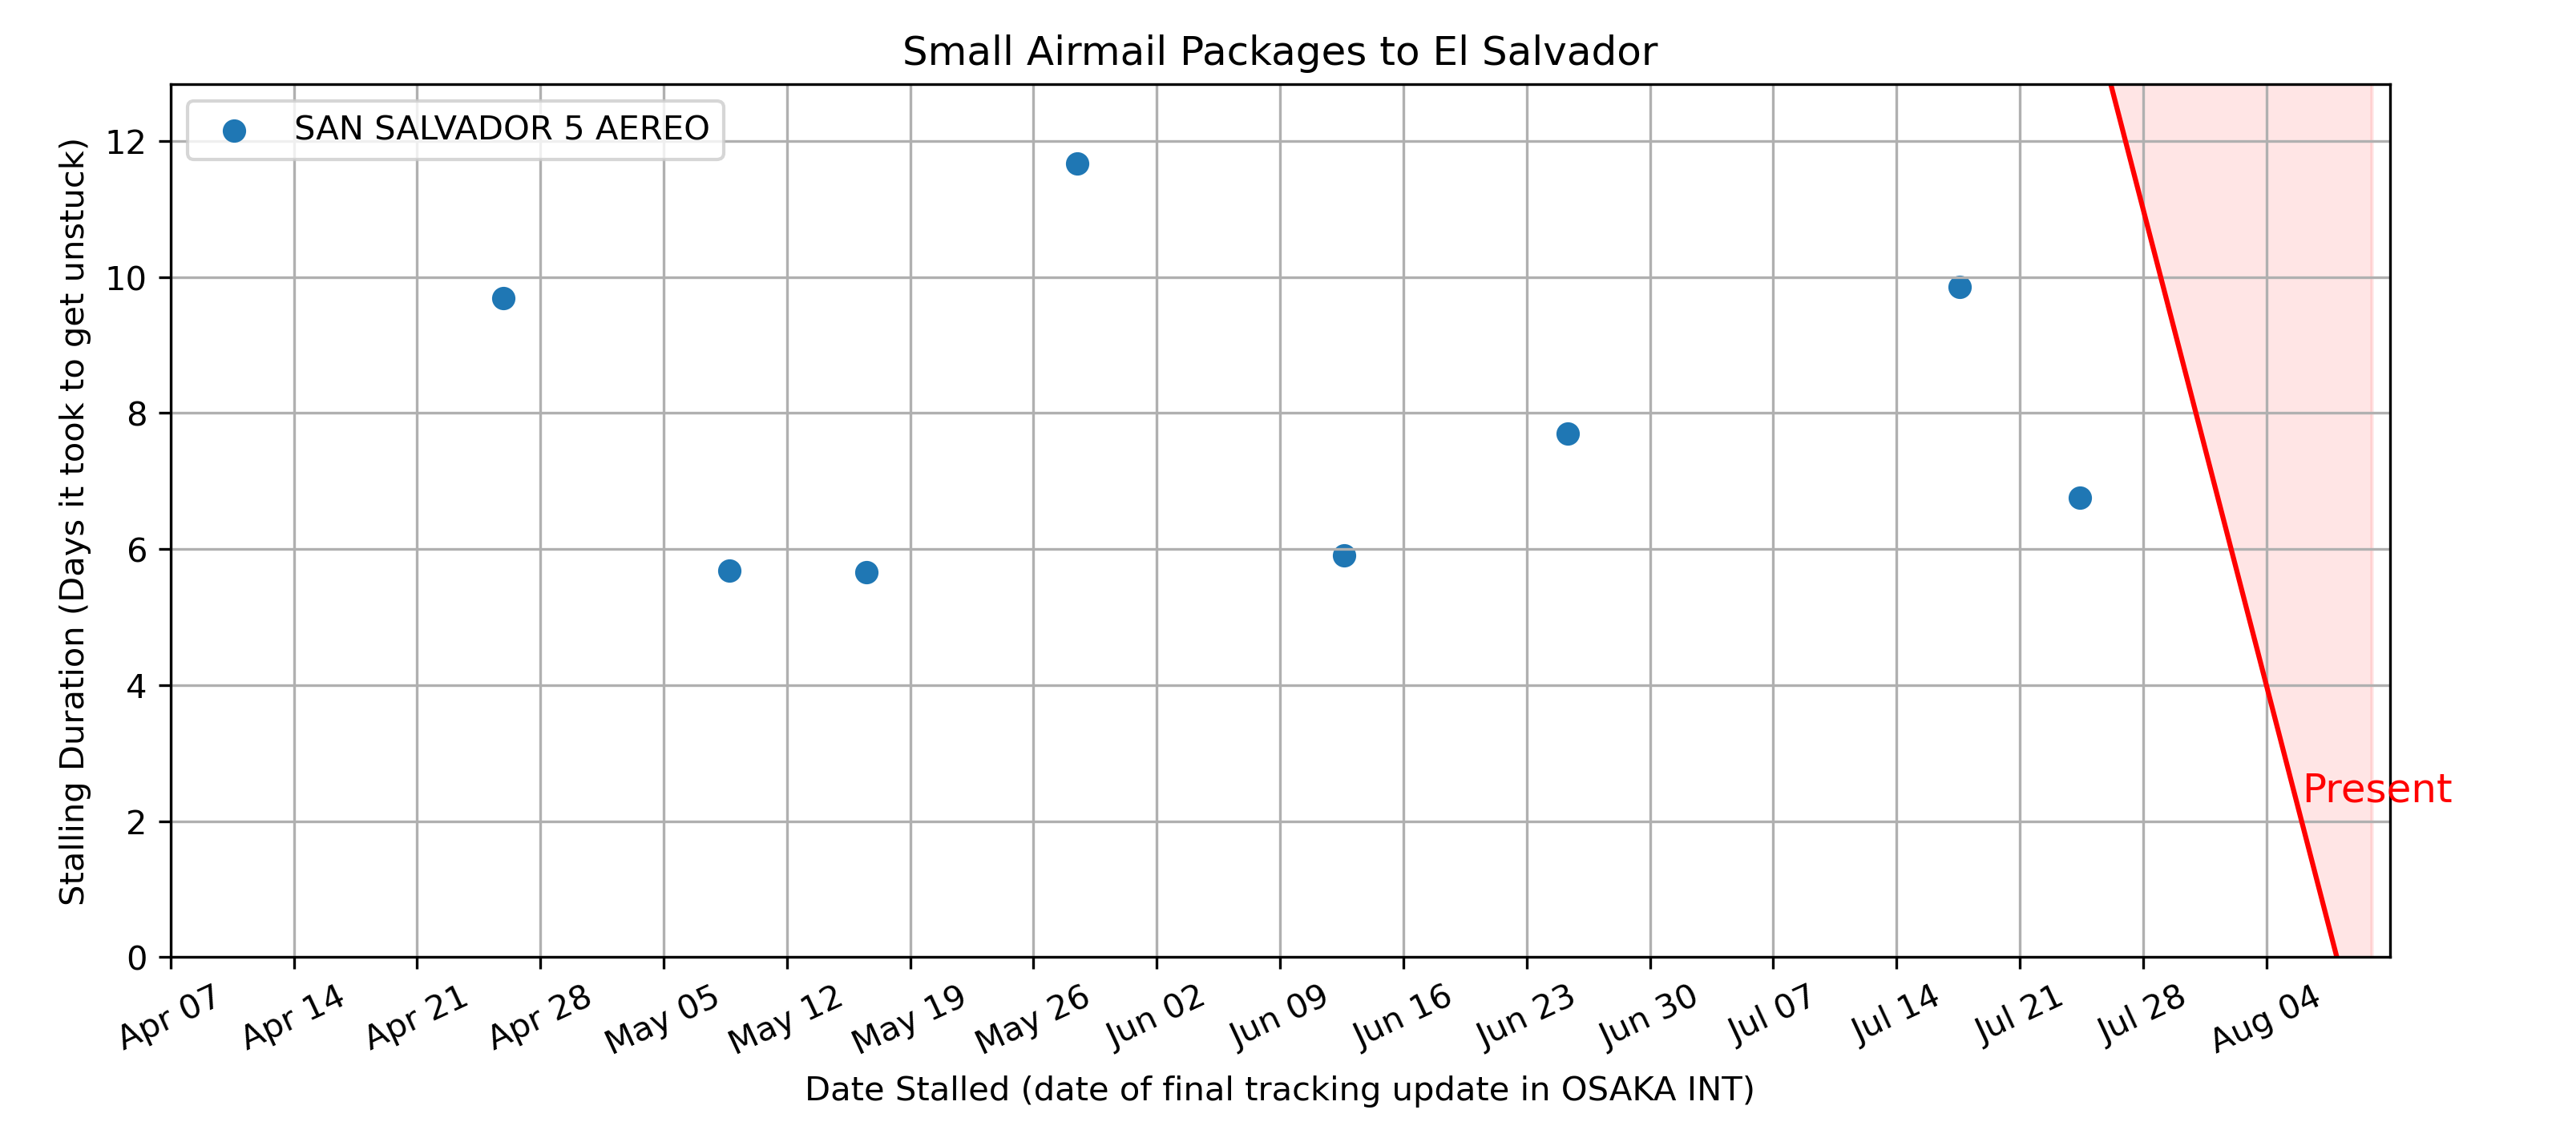 Small Airmail Packages to El Salvador
SAN SALVADOR 5 AEREO
Stalling Duration (Days it took to get unstuck)
12
10
8
6
4
2
0
Present
Apr 07
Apr 14
Apr 21
Apr 28
May 05
May 12
May 19
May 26
Jun 02
Jun 09
Jun 16
Jun 23
Jun 30
Jul 07
Jul 14
Jul 21
Jul 28
Aug 04
Date Stalled (date of final tracking update in OSAKA INT)